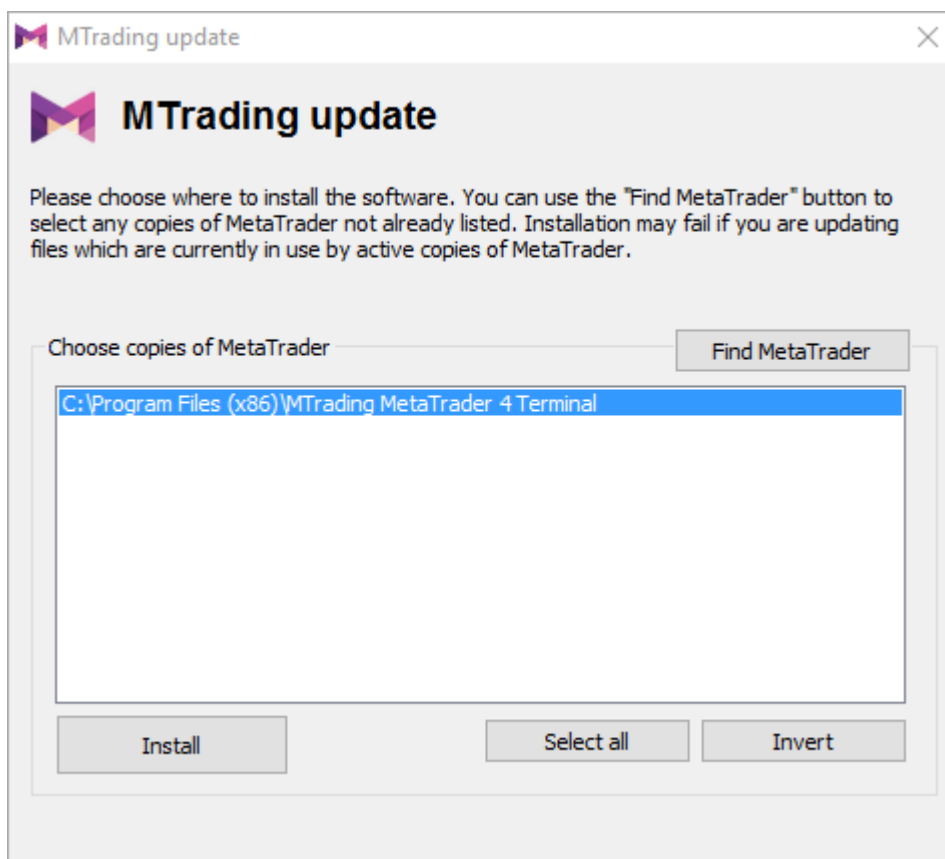 MTrading update
MTrading update
Please choose where to install the software. You can use the "Find MetaTrader" button to
select any copies of MetaTrader not already listed. Installation may fail if you are updating
files which are currently in use by active copies of MetaTrader.
Choose copies of MetaTrader
Find MetaTrader
C:\Program Files (x86)\MTrading MetaTrader 4 Terminal
Install
Select all
Invert